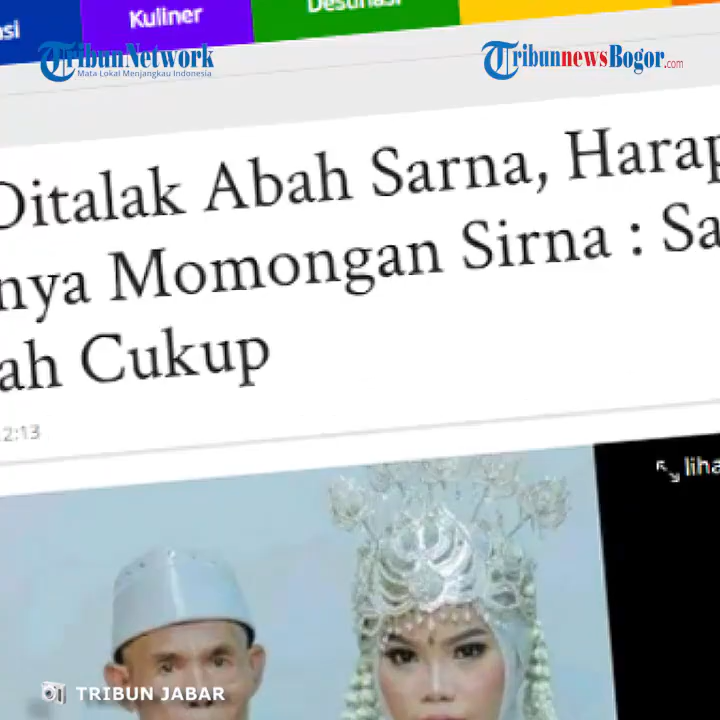 Kuliner
TribunNetwork
Mata Lokal Menjangkau Indonesia
TribunnewsBogor.com
Ditalak Abah Sarna, Harap
nya Momongan Sirna : Sa
ah Cukup
2:13
TRIBUN JABAR